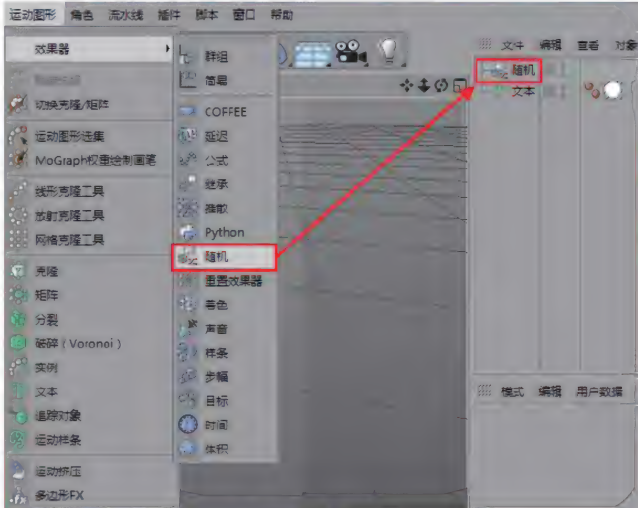 运动图形 角色 流水线 插件 脚本 窗口 帮助
效果器
切换克隆/矩阵
运动图形选集
MoGraph权重绘制画笔
线形克隆工具
放射克隆工具
网格克隆工具
克隆
矩阵
分裂
破碎（Voronoi）
实例
文本
追踪对象
运动样条
运动挤压
多边形FX
群组
简易
COFFEE
延迟
公式
继承
推散
Python
随机
重置效果器
着色
声音
样条
步幅
目标
时间
体积
文件 编辑 查看 对象
随机
文本
模式 编辑 用户数据